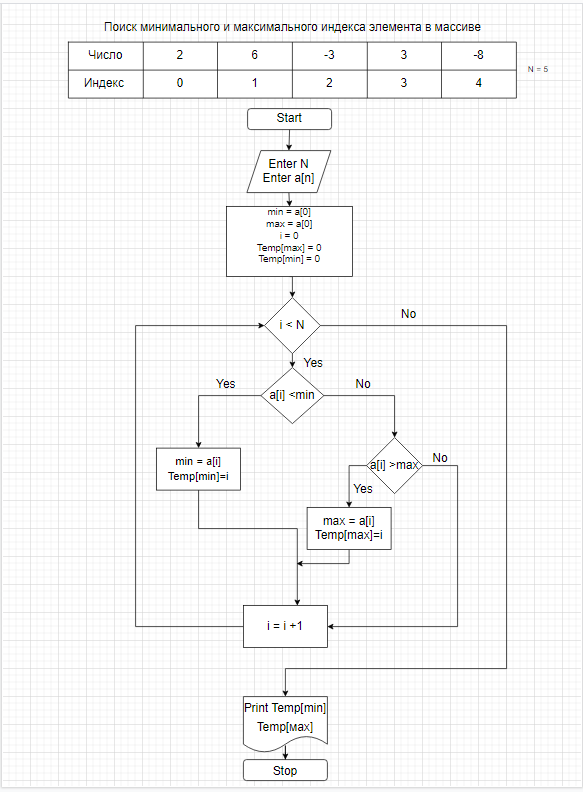 Поиск минимального и максимального индекса элемента в массиве
Число 2 6 -3 3 -8
Индекс 0 1 2 3 4
N = 5
Start
Enter N
Enter a[n]
min = a[0]
max = a[0]
i = 0
Temp[max] = 0
Temp[min] = 0
i < N
No
Yes
a[i] <min
Yes
No
a[i] >max
No
Yes
min = a[i]
Temp[min]=i
max = a[i]
Temp[max]=i
i = i +1
Print Temp[min]
Temp[мax]
Stop